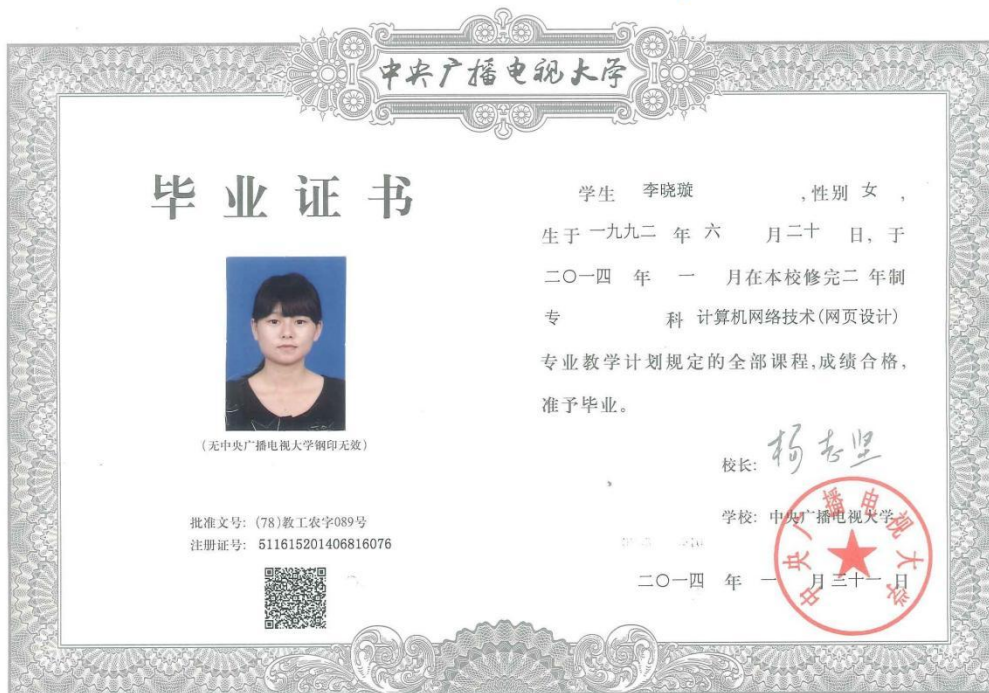 中央广播电视大学
毕业证书
(无中央广播电视大学钢印无效)
批准文号: (78)教工农字089号
注册证号: 511615201406816076
学生 李晓璇 ,性别 女 ,
生于 一九九二 年 六 月 二十 日, 于
二〇一四 年 一 月在本校修完二 年制
专 科 计算机网络技术(网页设计)
专业教学计划规定的全部课程,成绩合格,
准予毕业。
校长: 杨志坚
学校: 中央广播电视大学
二〇一四 年 一 月三十一 日
中央广播电视大学